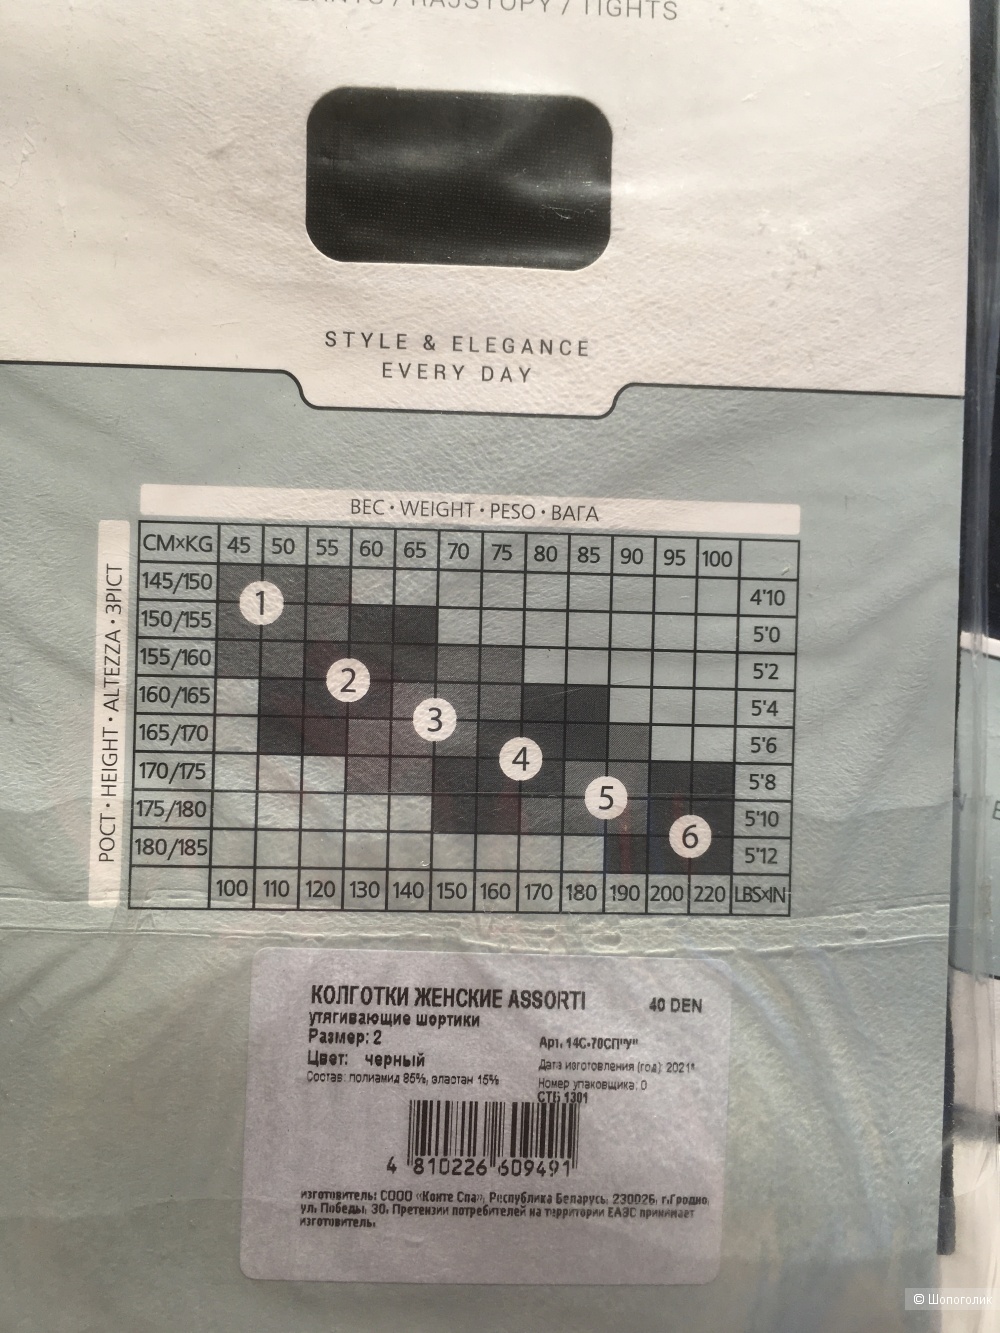 / RAJSTOPY / TIGHTS
STYLE & ELEGANCE
EVERY DAY
ВЕС · WEIGHT · PESO · ВАГА
РОСТ · HEIGHT · ALTEZZA · ЗРІСТ
CM×KG 45 50 55 60 65 70 75 80 85 90 95 100
145/150 4'10
1
150/155 5'0
155/160 5'2
2
160/165 5'4
3
165/170 5'6
4
170/175 5'8
5
175/180 5'10
6
180/185 5'12
100 110 120 130 140 150 160 170 180 190 200 220 LBS×IN
КОЛГОТКИ ЖЕНСКИЕ ASSORTI 40 DEN
утягивающие шортики
Размер: 2
Арт. 14С-70СП"У"
Цвет: черный
Дата изготовления (год): 2021*
Состав: полиамид 85%, эластан 15%
Номер упаковщика: 0
СТБ 1301
4 810226 609491
изготовитель: СООО «Конте Спа», Республика Беларусь, 230026, г.Гродно,
ул. Победы, 30. Претензии потребителей на территории ЕАЭС принимает
изготовитель.
© Шопоголик